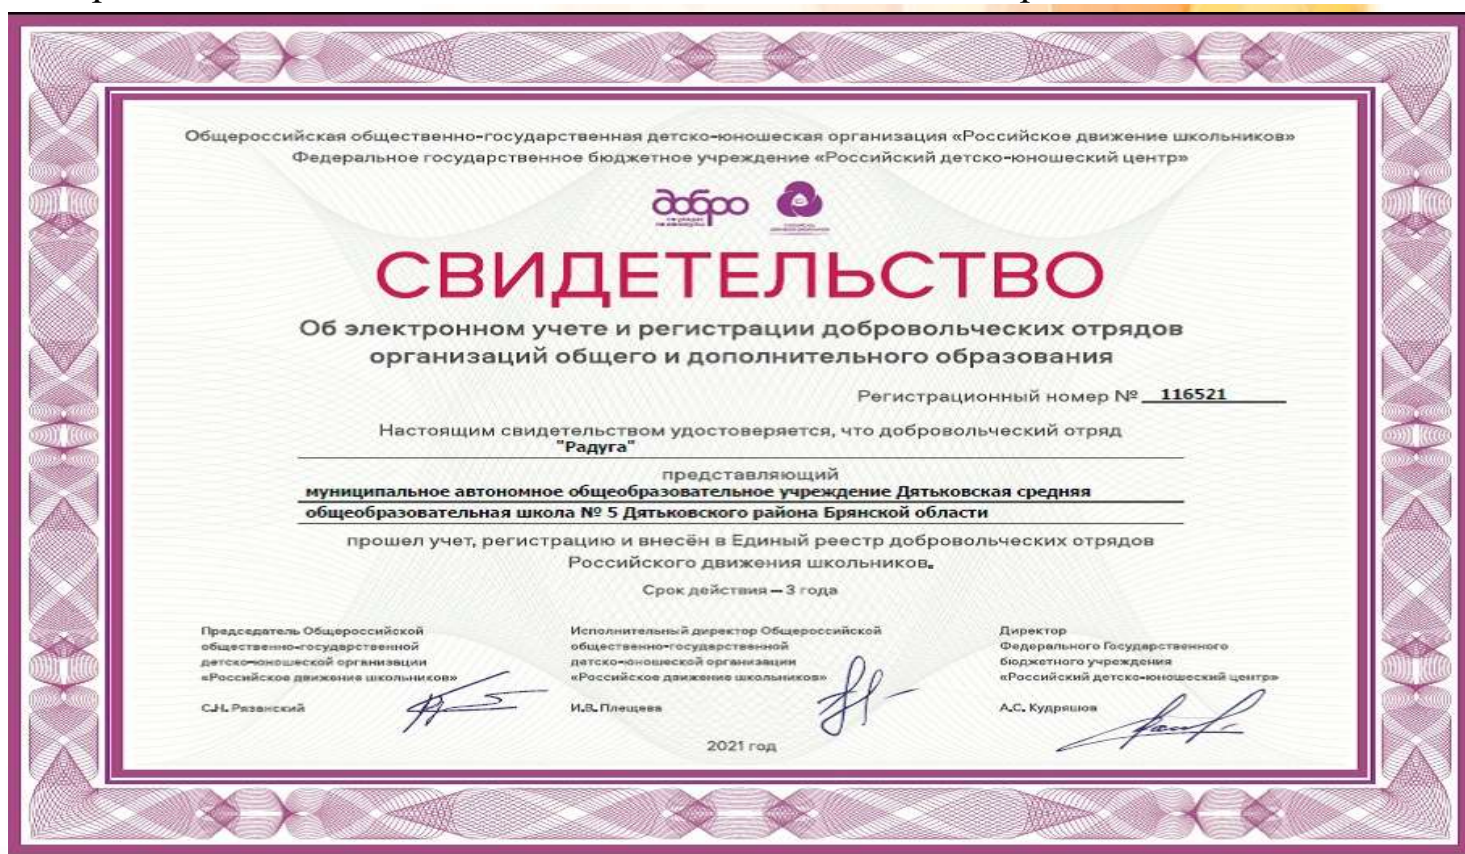 Общероссийская общественно-государственная детско-юношеская организация «Российское движение школьников»
Федеральное государственное бюджетное учреждение «Российский детско-юношеский центр»
добро
СВИДЕТЕЛЬСТВО
Об электронном учете и регистрации добровольческих отрядов
организаций общего и дополнительного образования
Регистрационный номер № 116521
Настоящим свидетельством удостоверяется, что добровольческий отряд
"Радуга"
представляющий
муниципальное автономное общеобразовательное учреждение Дятьковская средняя
общеобразовательная школа № 5 Дятьковского района Брянской области
прошел учет, регистрацию и внесён в Единый реестр добровольческих отрядов
Российского движения школьников.
Срок действия – 3 года
Председатель Общероссийской
общественно-государственной
детско-юношеской организации
«Российское движение школьников»
С.Н. Рязанский
Исполнительный директор Общероссийской
общественно-государственной
детско-юношеской организации
«Российское движение школьников»
И.В. Плещева
Директор
Федерального Государственного
бюджетного учреждения
«Российский детско-юношеский центр»
А.С. Кудряшов
2021 год